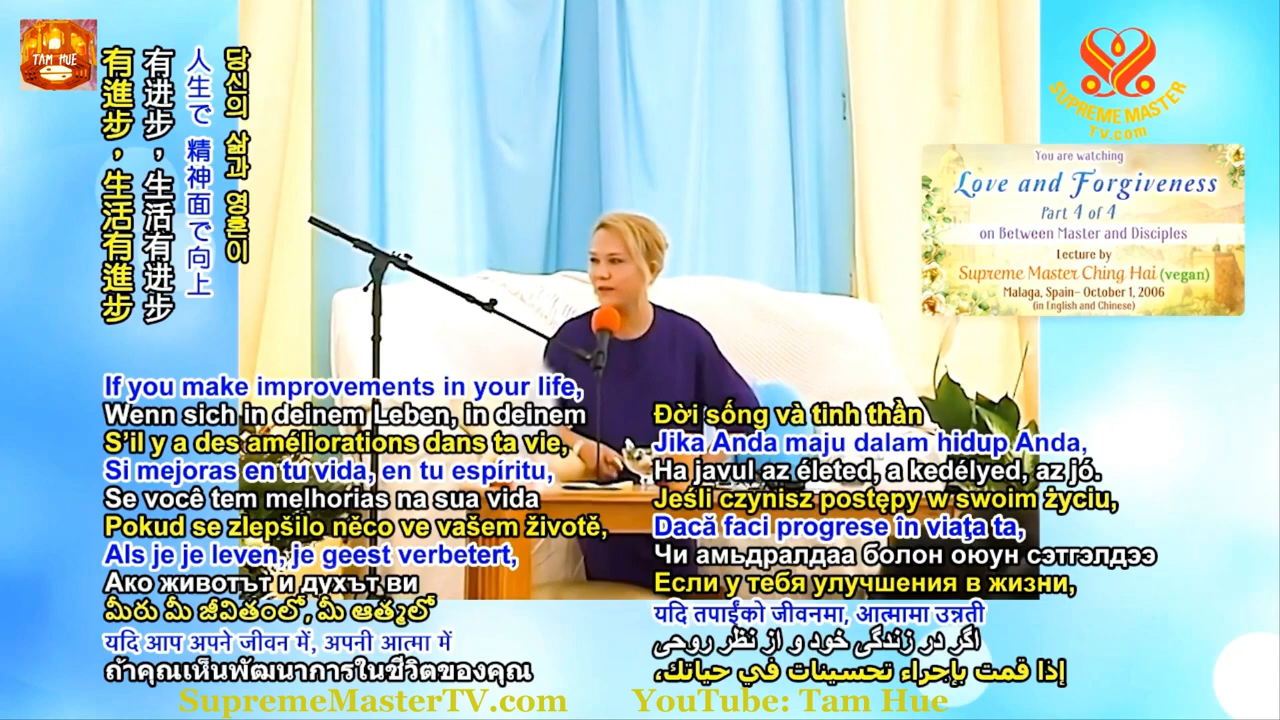 TAM HUE
有進步，生活有進步
有进步，生活有进步
人生で 精神面で向上
당신의 삶과 영혼이
SUPREME MASTER
TV.com
You are watching
Love and Forgiveness
Part 4 of 4
on Between Master and Disciples
Lecture by
Supreme Master Ching Hai (vegan)
Malaga, Spain– October 1, 2006
(in English and Chinese)
If you make improvements in your life,
Wenn sich in deinem Leben, in deinem
S’il y a des améliorations dans ta vie,
Si mejoras en tu vida, en tu espíritu,
Se você tem melhorias na sua vida
Pokud se zlepšilo něco ve vašem životě,
Als je je leven, je geest verbetert,
Ако животът и духът ви
మీరు మీ జీవితంలో, మీ ఆత్మలో
यदि आप अपने जीवन में, अपनी आत्मा में
ถ้าคุณเห็นพัฒนาการในชีวิตของคุณ
Đời sống và tinh thần
Jika Anda maju dalam hidup Anda,
Ha javul az életed, a kedélyed, az jó.
Jeśli czynisz postępy w swoim życiu,
Dacă faci progrese în viaţa ta,
Чи амьдралдаа болон оюун сэтгэлдээ
Если у тебя улучшения в жизни,
यदि तपाईंको जीवनमा, आत्मामा उन्नती
اگر در زندگی خود و از نظر روحی
إذا قمت بإجراء تحسينات في حياتك،
SupremeMasterTV.com YouTube: Tam Hue